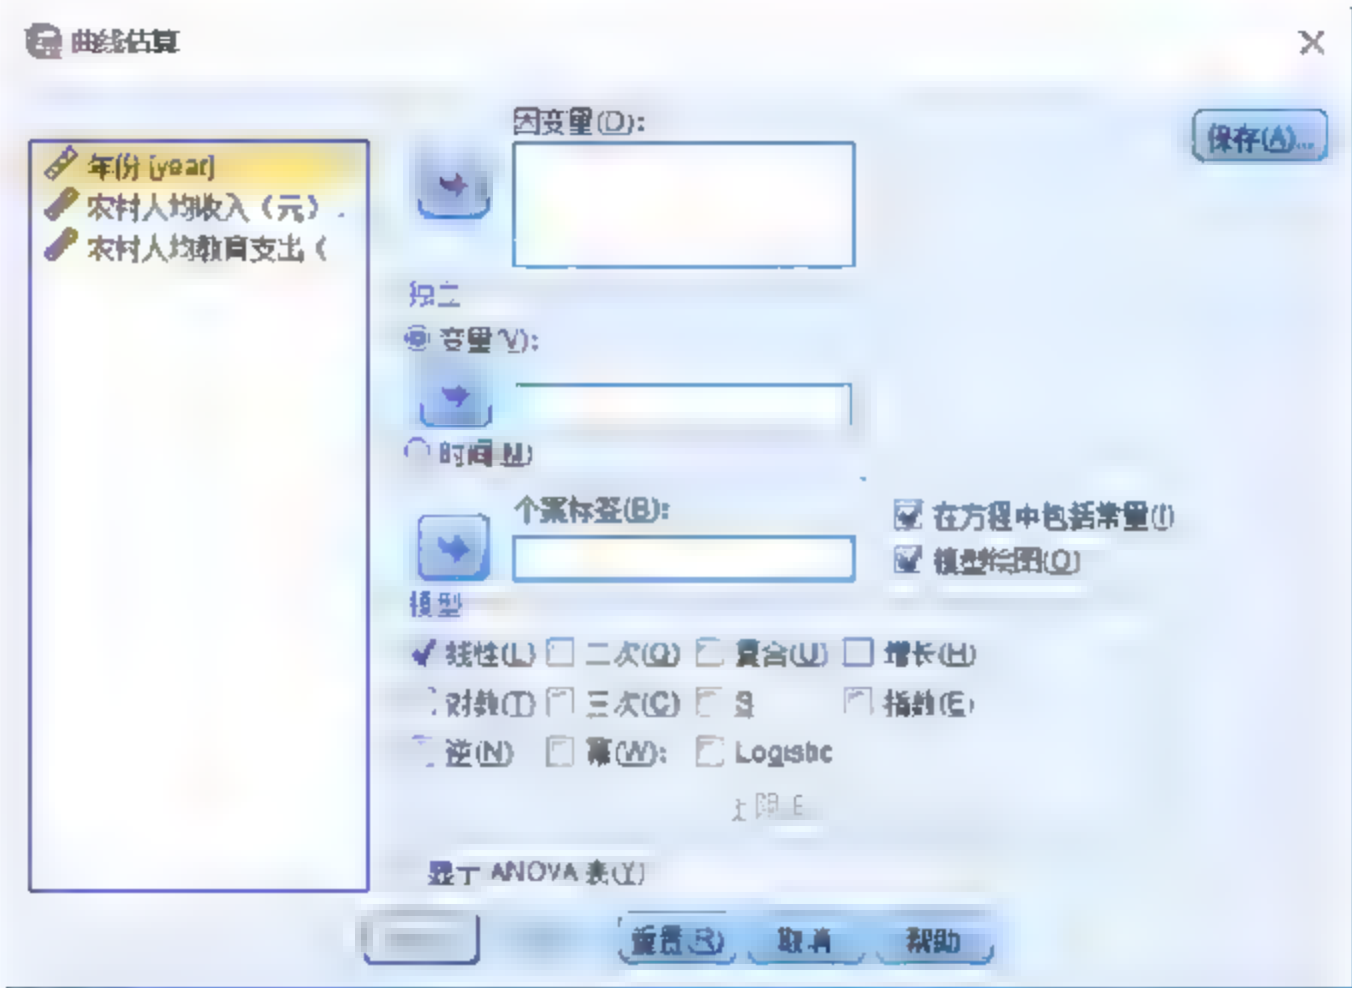 曲线估算
因变量(D):
保存(A)...
年份 [year]
农村人均收入（元）.
农村人均教育支出（
独立
变量(V):
时间(M)
个案标签(B):
在方程中包括常量(I)
模型绘图(O)
模型
线性(L) 二次(Q) 复合(U) 增长(H)
对数(T) 三次(C) S 指数(E)
逆(N) 幂(W): Logistic
上限
显示 ANOVA 表(Y)
重置(R) 取消 帮助